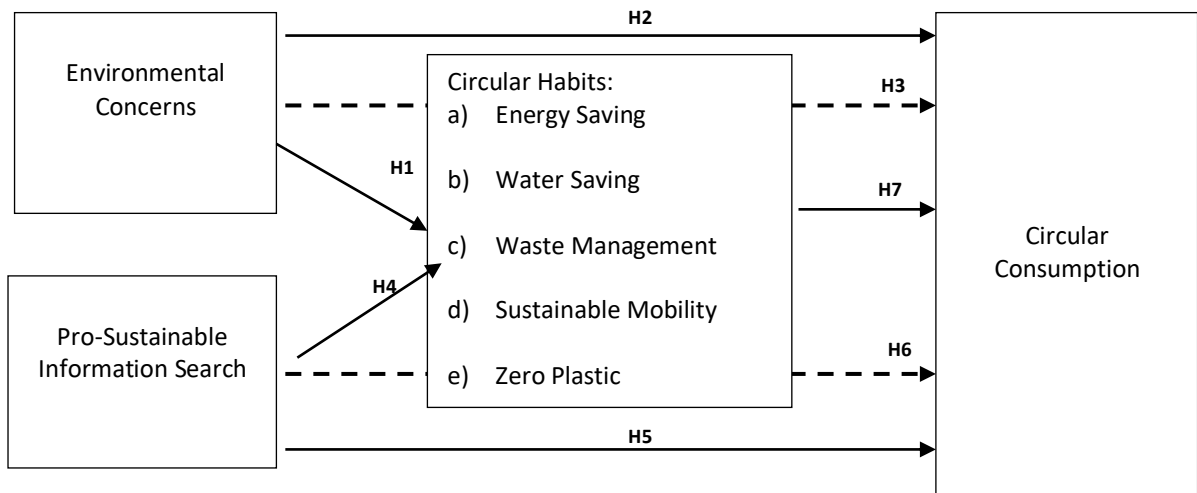 H2
Environmental
Concerns
Circular Habits:
a) Energy Saving
H3
H1
b) Water Saving
H7
c) Waste Management
Circular
Consumption
H4
d) Sustainable Mobility
Pro-Sustainable
Information Search
H6
e) Zero Plastic
H5